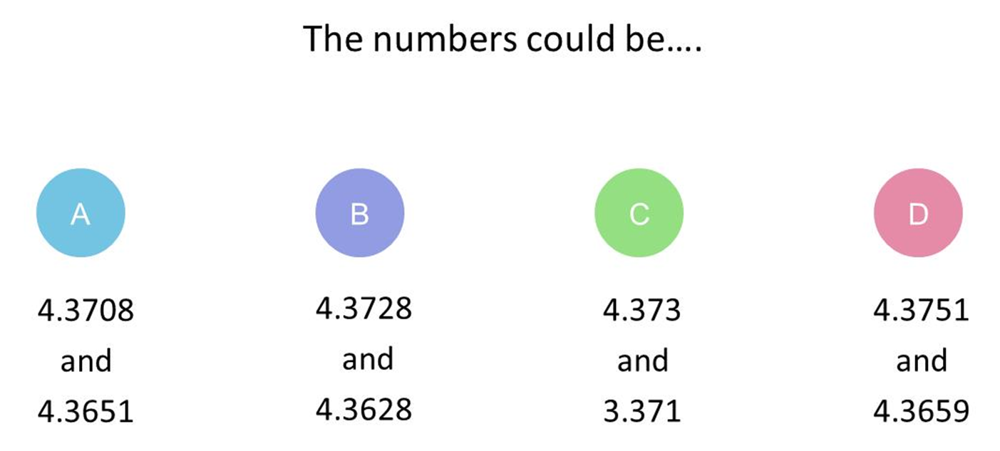 The numbers could be....
A
B
C
D
4.3708
and
4.3651
4.3728
and
4.3628
4.373
and
3.371
4.3751
and
4.3659